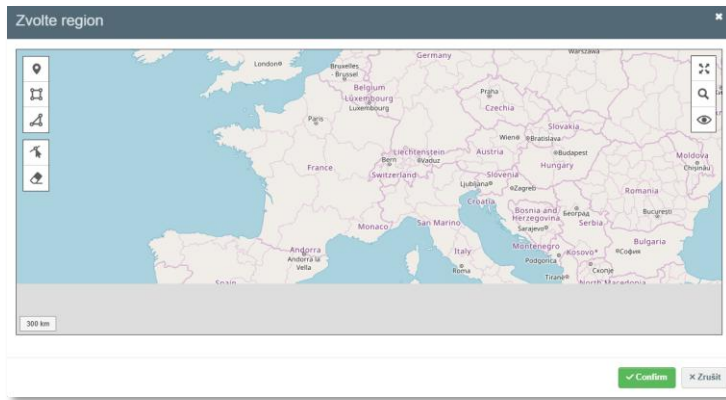 Zvolte region
London
Bruxelles
- Brussel
Germany
Warszawa
Belgium
Luxembourg
Luxembourg
Praha
Czechia
Paris
Slovakia
Wien
Bratislava
Liechtenstein
Bern
Vaduz
Austria
Budapest
Moldova
Chișinău
France
Switzerland
Slovenia
Hungary
Ljubljana
Zagreb
Romania
Croatia
Bosnia and
Herzegovina
Београд
București
Monaco
San Marino
Sarajevo
Serbia
Andorra
Andorra la
Vella
Italy
Montenegro
Kosovo*
София
Bulgaria
Podgorica
Roma
Скопје
Tiranë
Spain
North Macedonia
300 km
Confirm
Zrušit